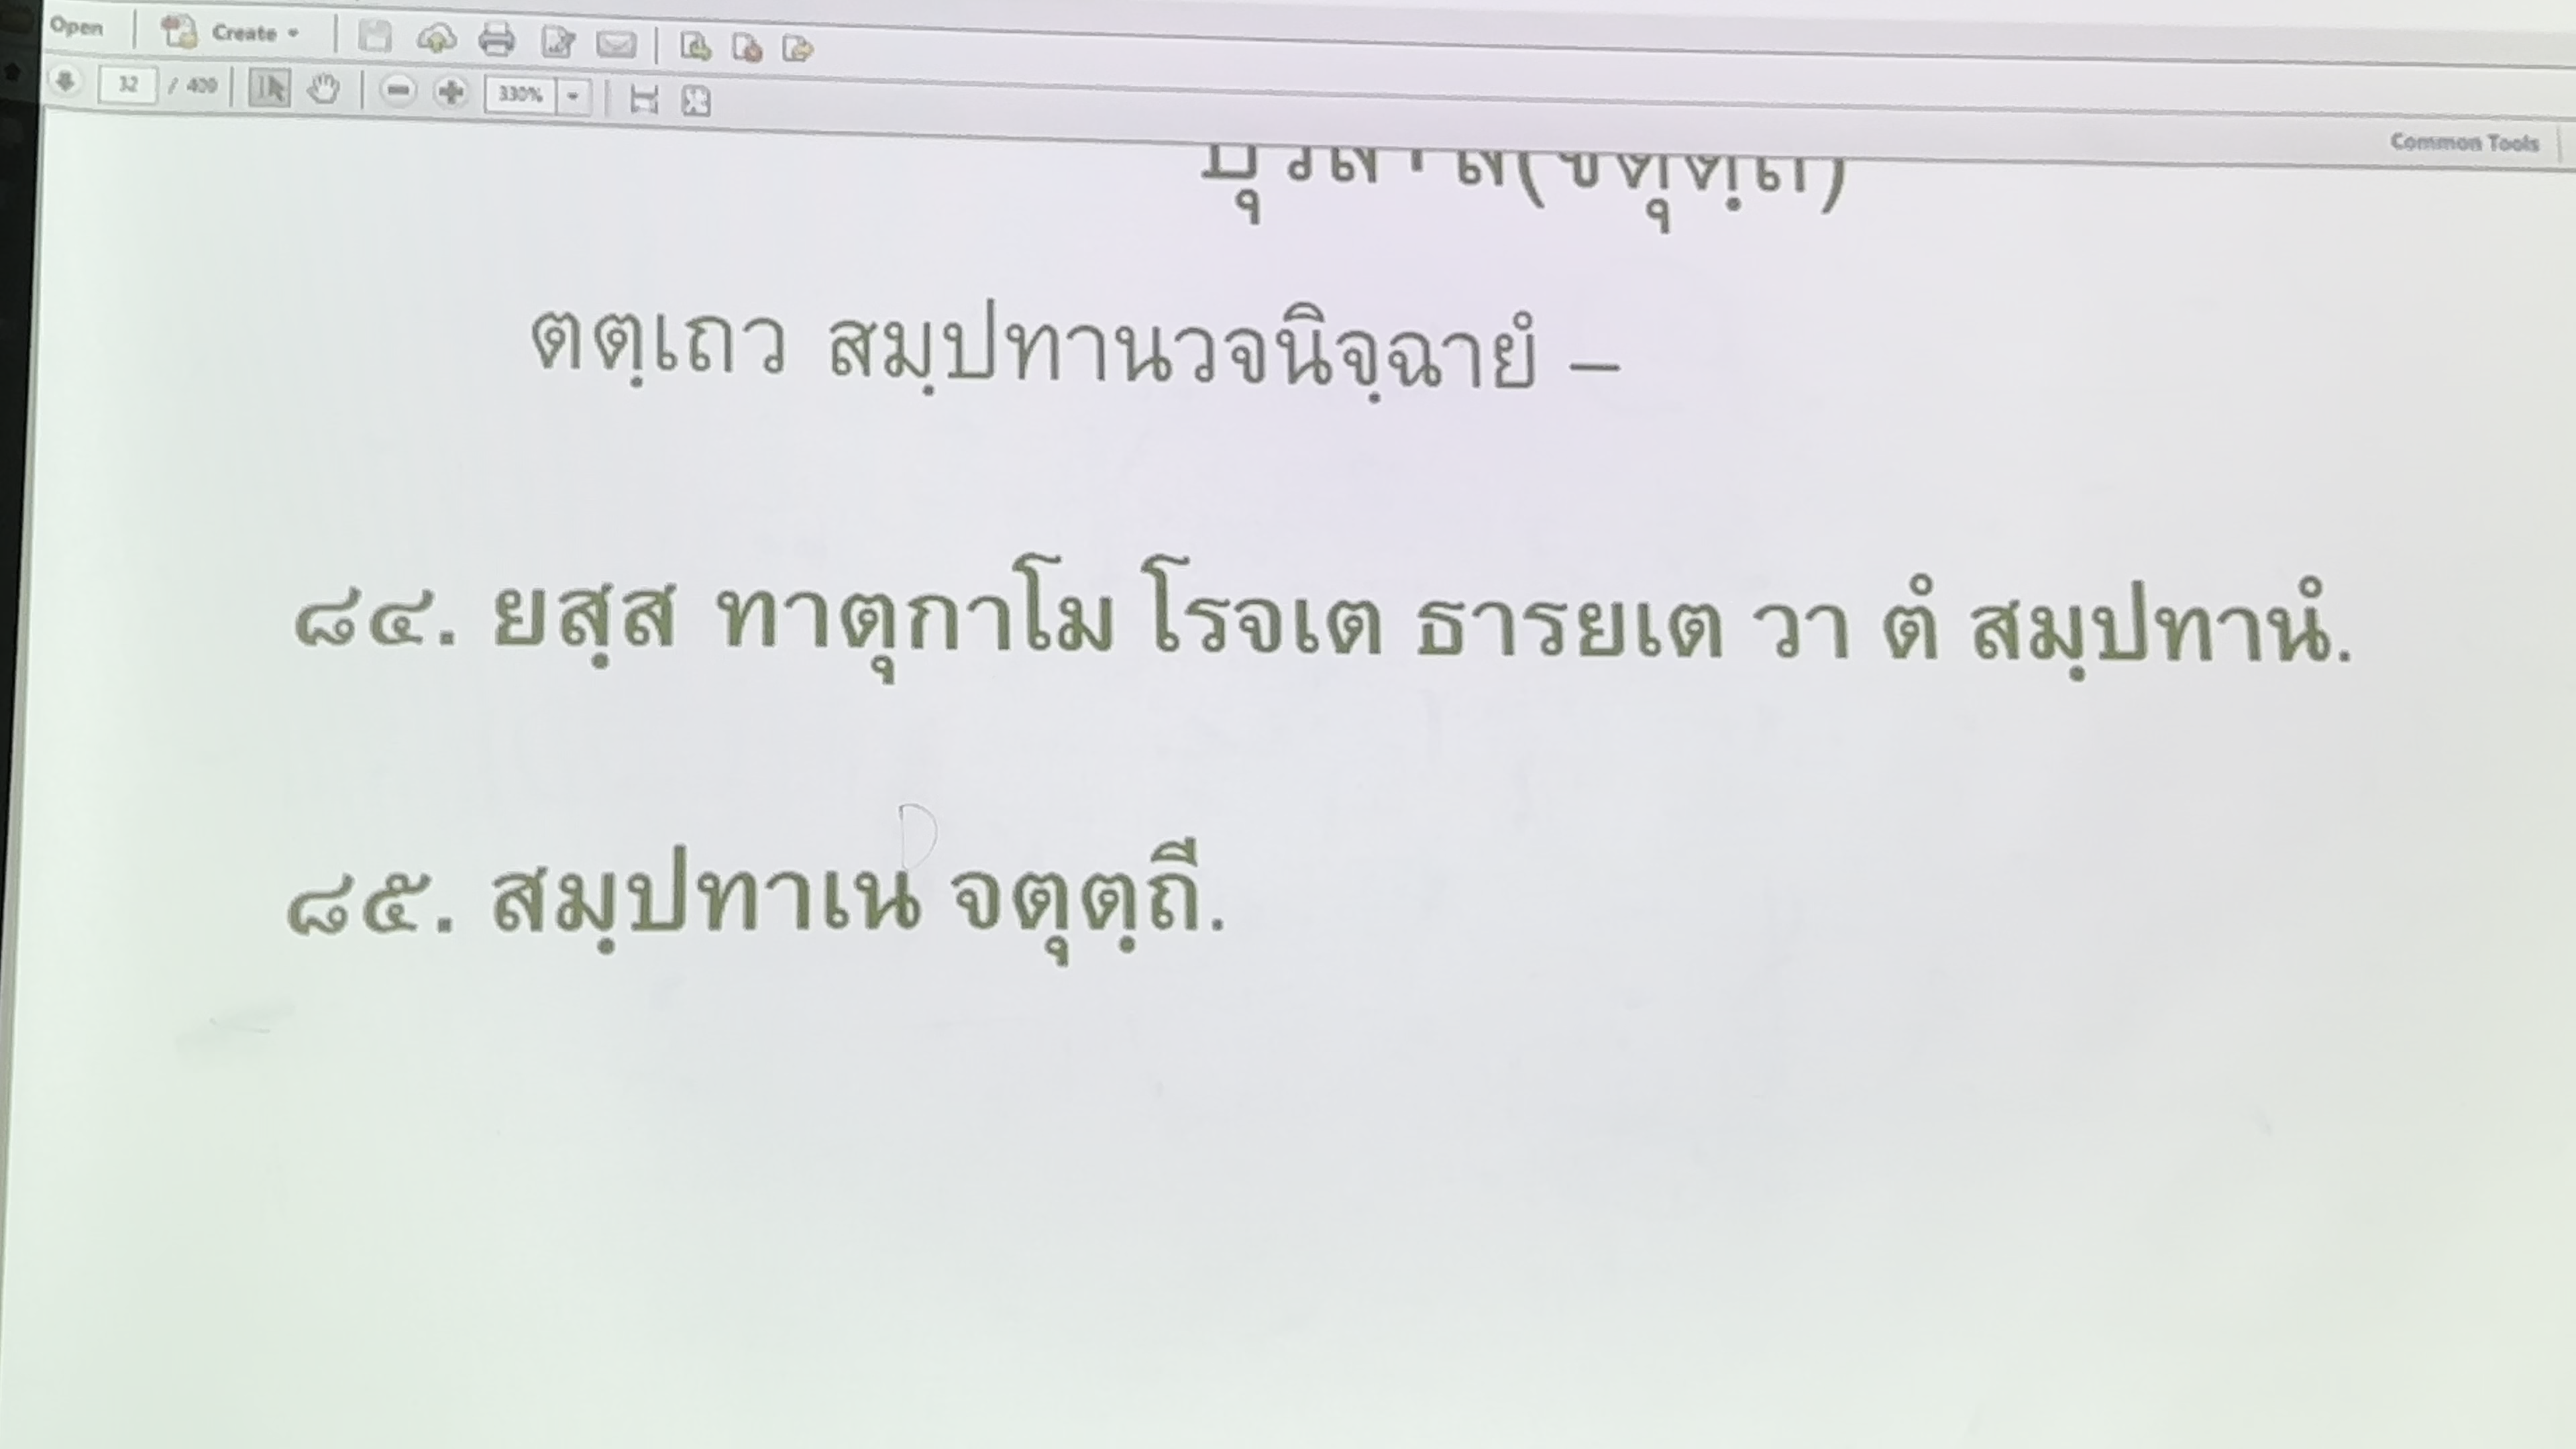 Open Create
32 / 409 330%
Common Tools
ตตฺเถว สมฺปทานวจนิจฺฉายํ –
๘๔. ยสฺส ทาตุกาโม โรจเต ธารยเต วา ตํ สมฺปทานํ.
๘๕. สมฺปทาเน จตุตฺถี.